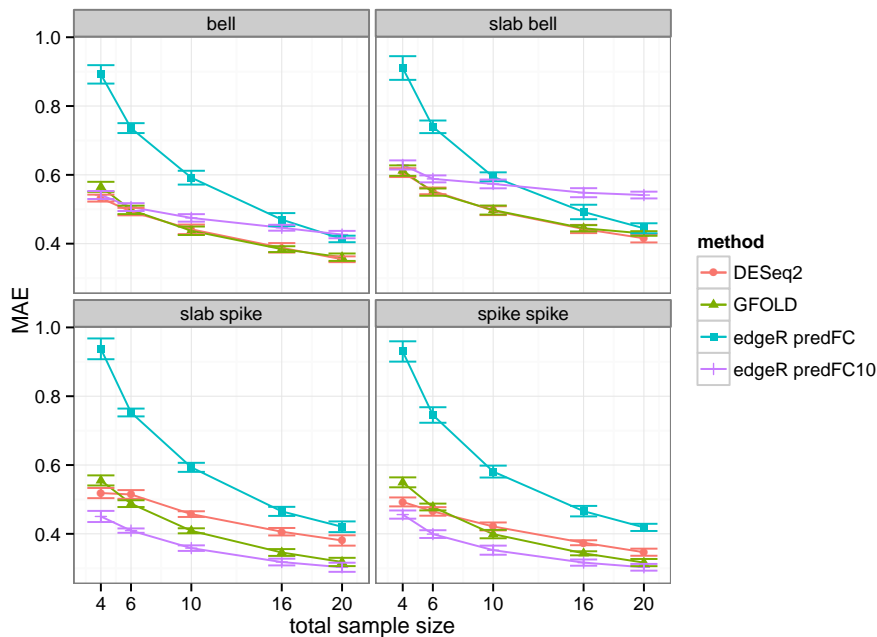 bell
slab bell
1.0
0.8
0.6
0.4
slab spike
spike spike
1.0
0.8
0.6
0.4
MAE
4 6 10 16 20
4 6 10 16 20
total sample size
method
DESeq2
GFOLD
edgeR predFC
edgeR predFC10